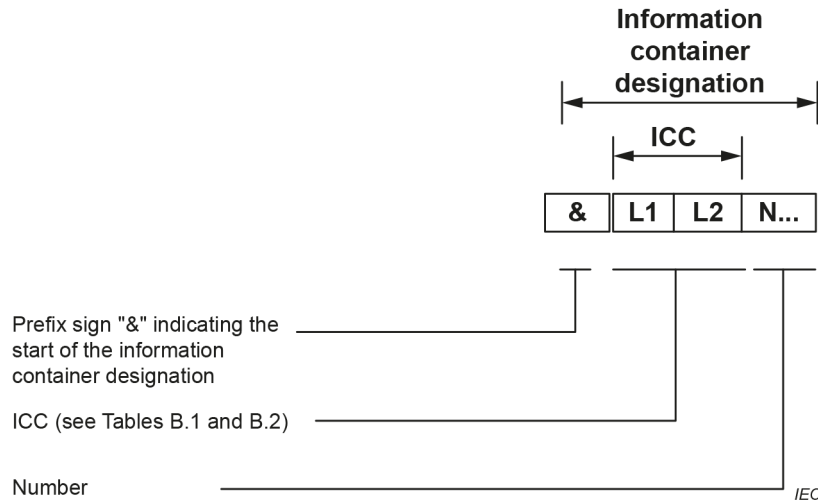 Information
container
designation
ICC
& L1 L2 N...
Prefix sign "&" indicating the
start of the information
container designation
ICC (see Tables B.1 and B.2)
Number
IEC